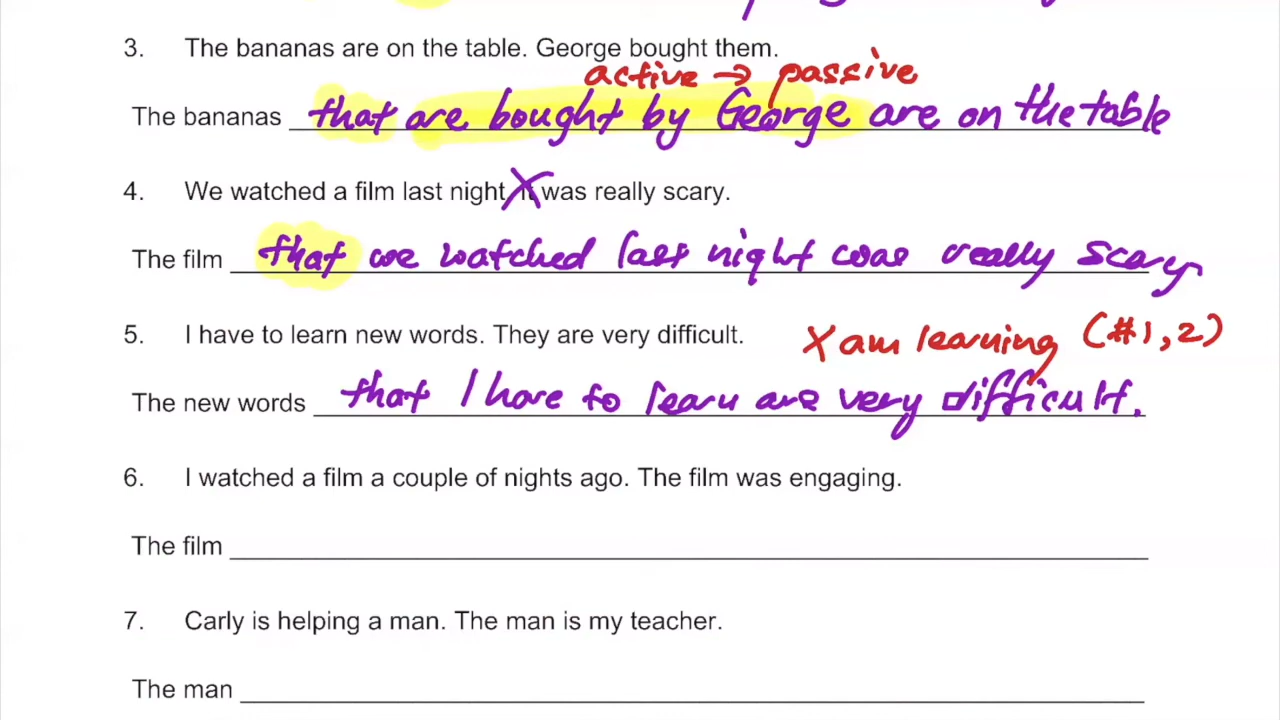 3. The bananas are on the table. George bought them.
active → passive
The bananas that are bought by George are on the table
4. We watched a film last night. It was really scary.
The film that we watched last night was really scary
5. I have to learn new words. They are very difficult.
X am learning (#1,2)
The new words that I have to learn are very difficult.
6. I watched a film a couple of nights ago. The film was engaging.
The film
7. Carly is helping a man. The man is my teacher.
The man